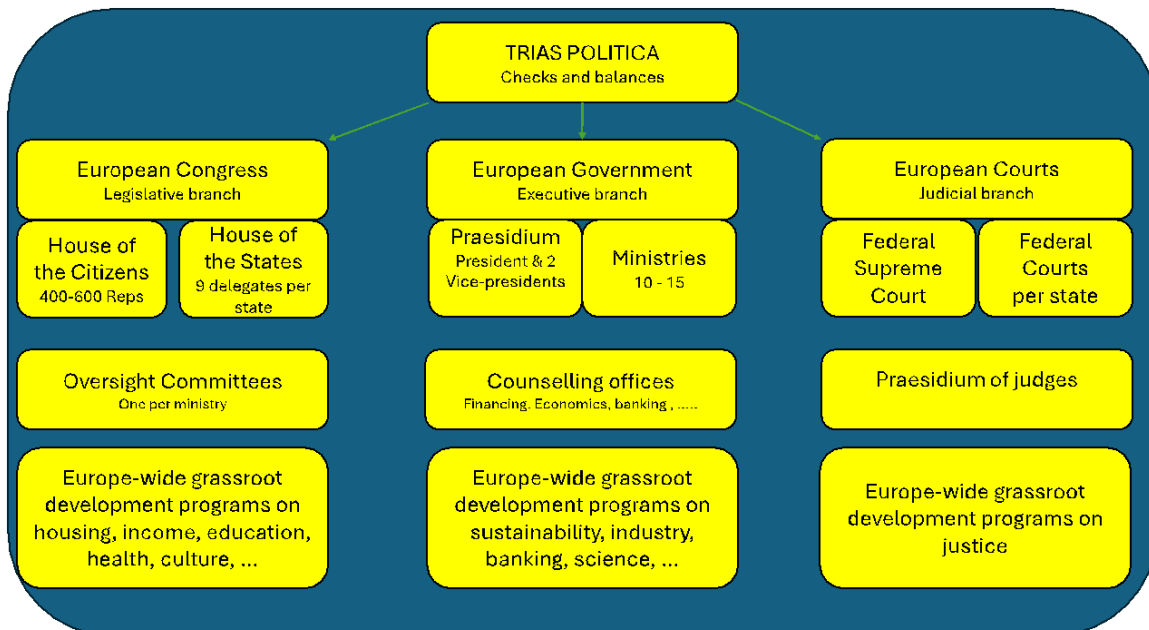 TRIAS POLITICA
Checks and balances
European Congress
Legislative branch
House of
the Citizens
400-600 Reps
House of
the States
9 delegates per
state
European Government
Executive branch
Praesidium
President & 2
Vice-presidents
Ministries
10 - 15
European Courts
Judicial branch
Federal
Supreme
Court
Federal
Courts
per state
Oversight Committees
One per ministry
Counselling offices
Financing. Economics, banking , ......
Praesidium of judges
Europe-wide grassroot
development programs on
housing, income, education,
health, culture, ...
Europe-wide grassroot
development programs on
sustainability, industry,
banking, science, ...
Europe-wide grassroot
development programs on
justice